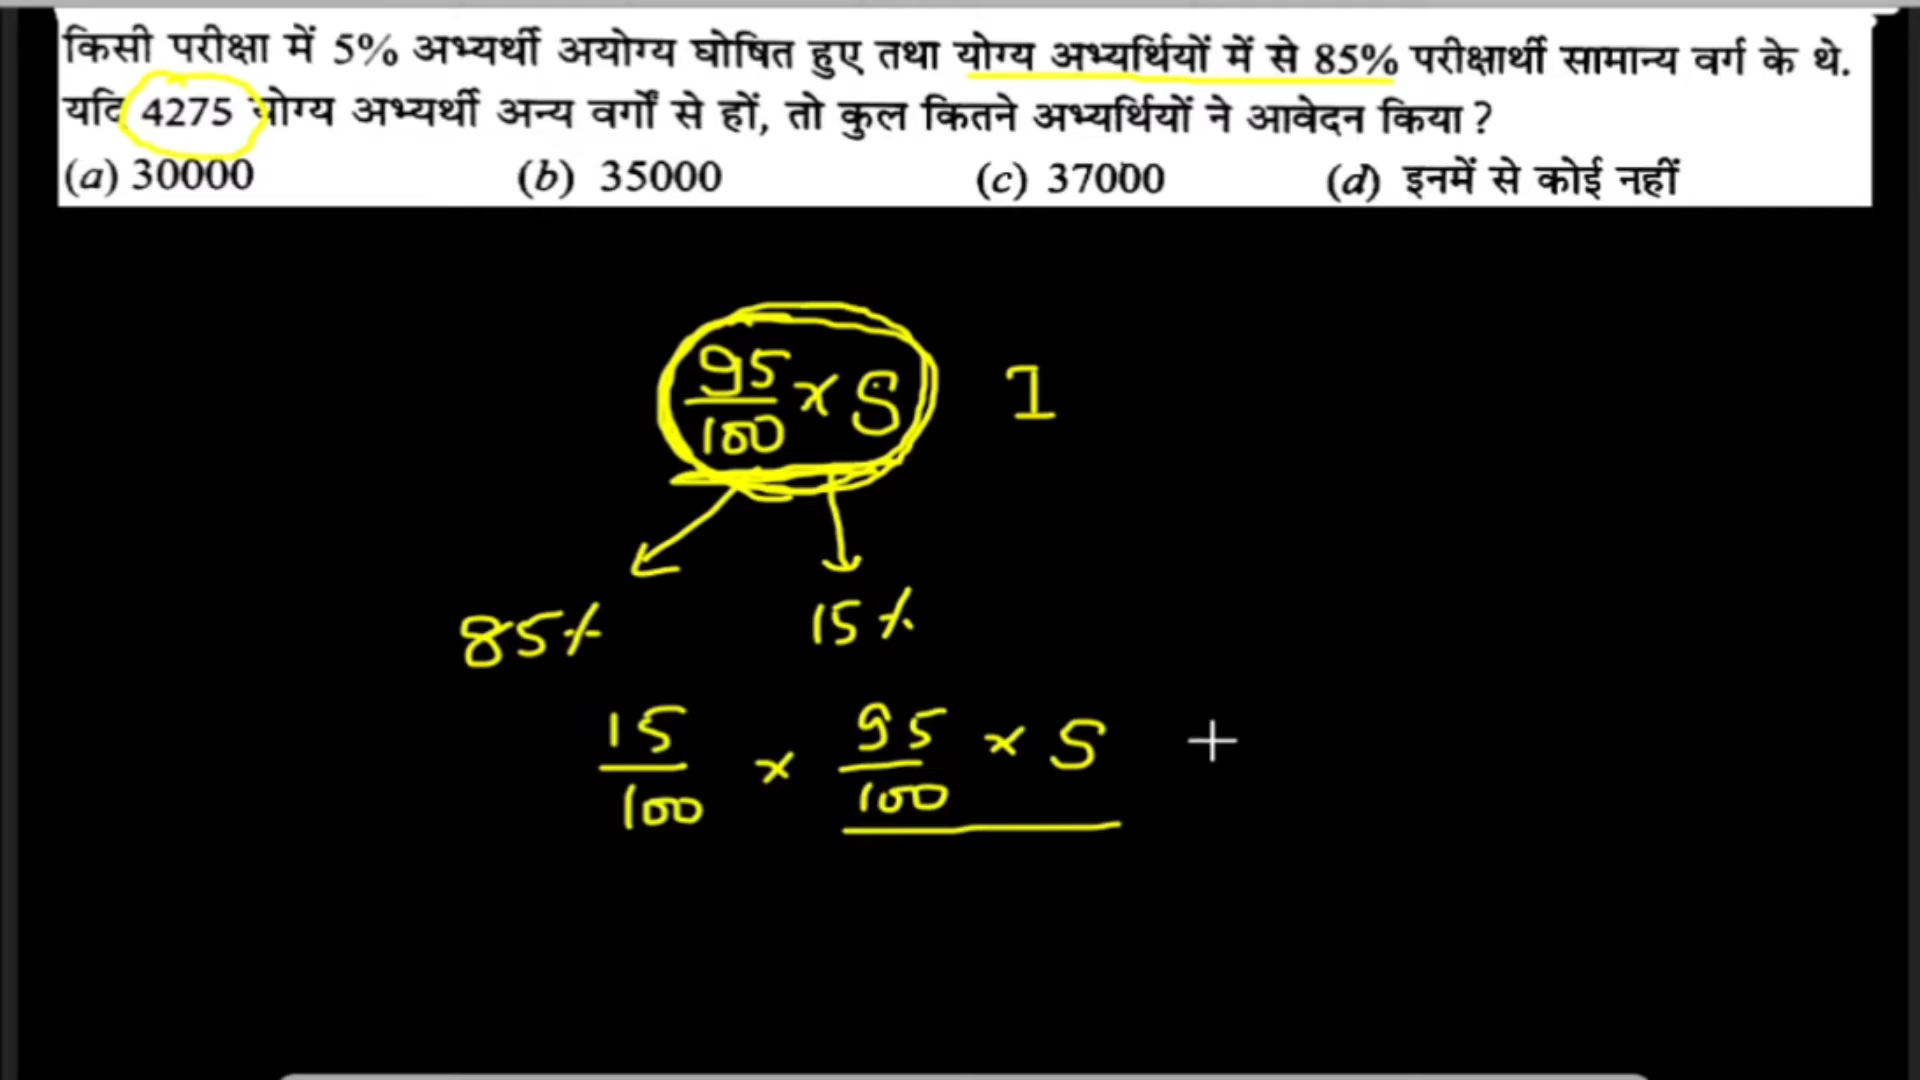 किसी परीक्षा में 5% अभ्यर्थी अयोग्य घोषित हुए तथा योग्य अभ्यर्थियों में से 85% परीक्षार्थी सामान्य वर्ग के थे.
यदि 4275 योग्य अभ्यर्थी अन्य वर्गों से हों, तो कुल कितने अभ्यर्थियों ने आवेदन किया ?
(a) 30000 (b) 35000 (c) 37000 (d) इनमें से कोई नहीं
95/100 × S 1
85% 15%
15/100 × 95/100 × S